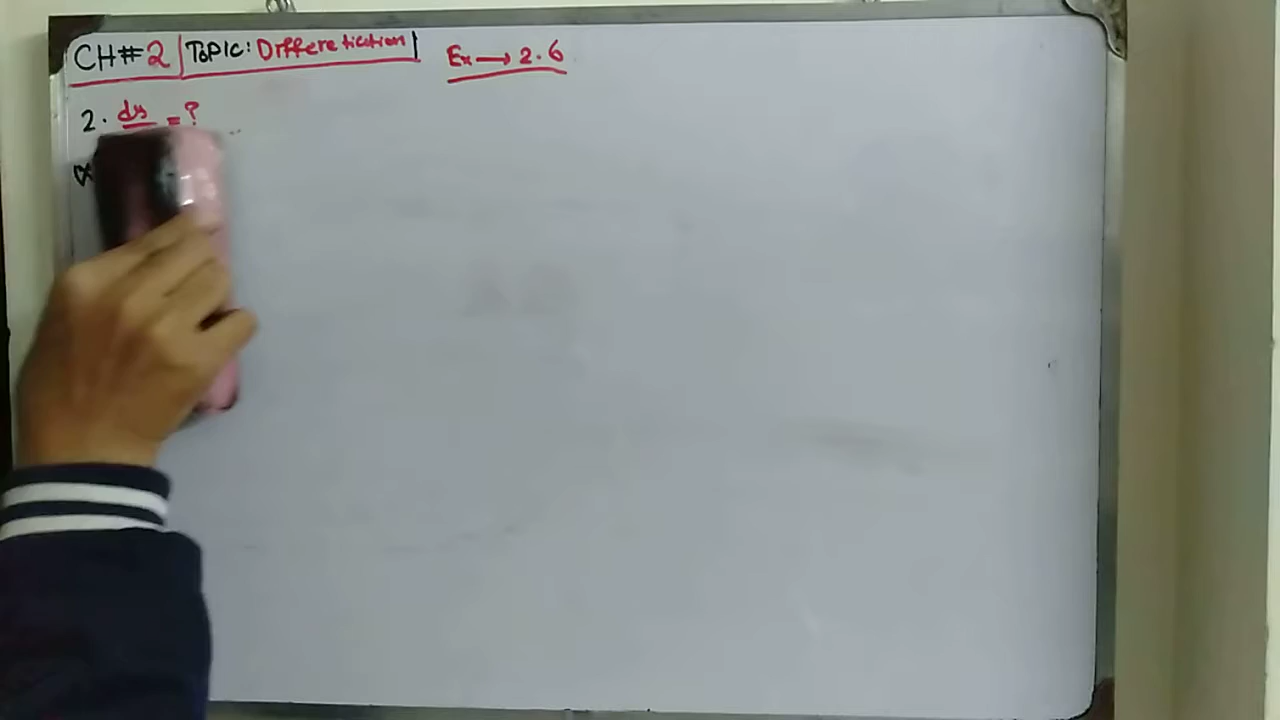 CH#2 | TOPIC: Differetiation | Ex → 2.6
2. dy = ?